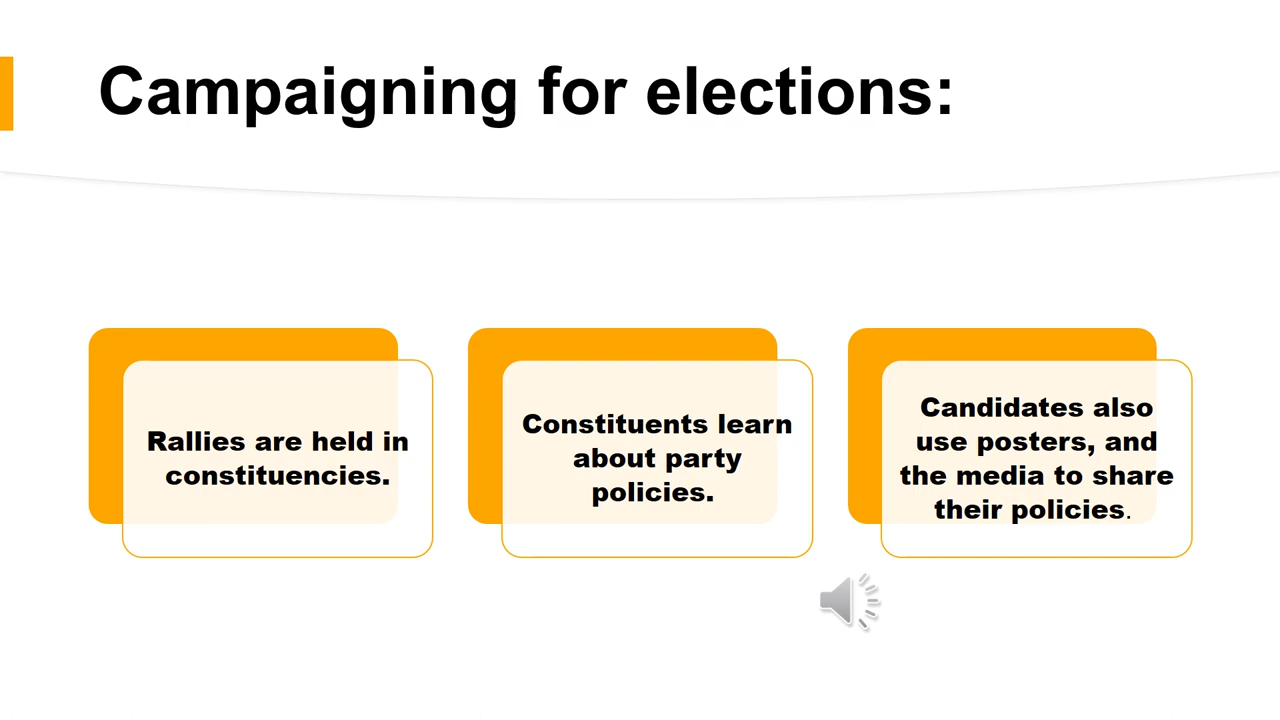 Campaigning for elections:
Rallies are held in
constituencies.
Constituents learn
about party
policies.
Candidates also
use posters, and
the media to share
their policies.